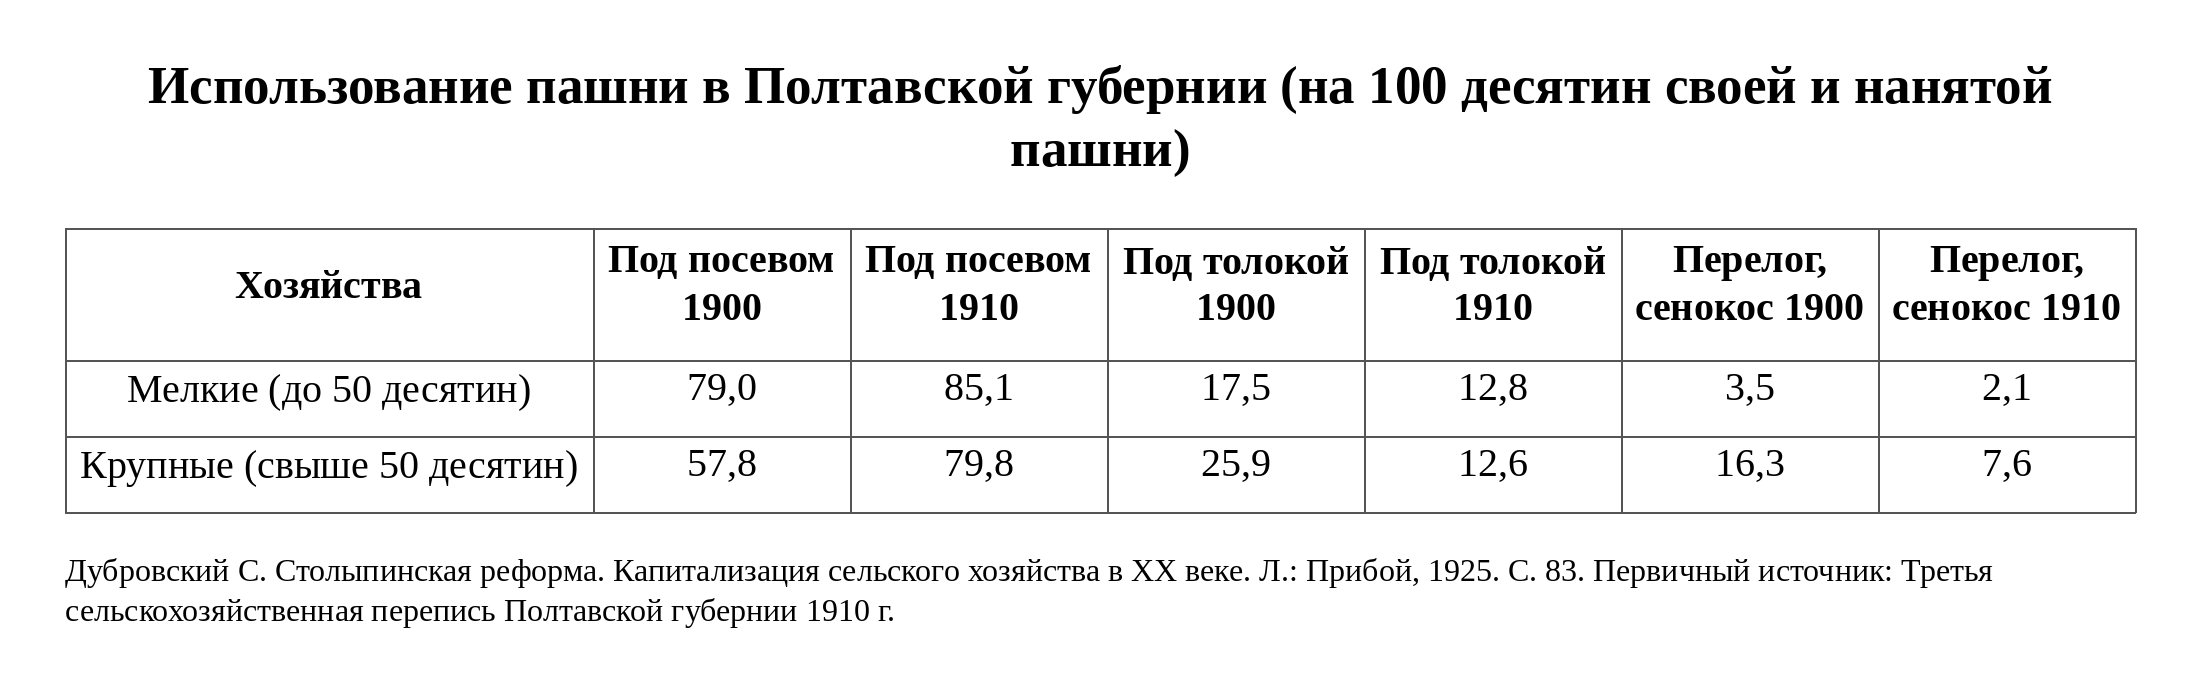 Использование пашни в Полтавской губернии (на 100 десятин своей и нанятой
пашни)
Хозяйства
Под посевом
1900
Под посевом
1910
Под толокой
1900
Под толокой
1910
Перелог,
сенокос 1900
Перелог,
сенокос 1910
Мелкие (до 50 десятин) 79,0 85,1 17,5 12,8 3,5 2,1
Крупные (свыше 50 десятин) 57,8 79,8 25,9 12,6 16,3 7,6
Дубровский С. Столыпинская реформа. Капитализация сельского хозяйства в XX веке. Л.: Прибой, 1925. С. 83. Первичный источник: Третья
сельскохозяйственная перепись Полтавской губернии 1910 г.